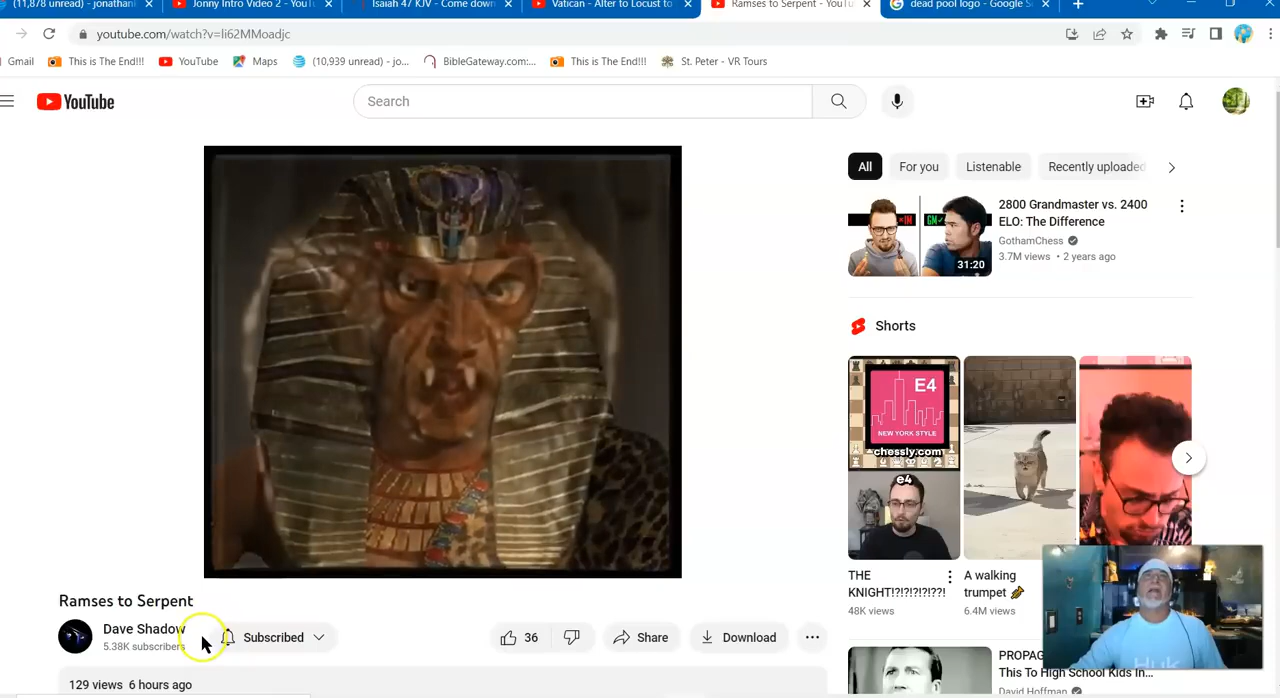 (11,878 unread) - jonathan
Jonny Intro Video 2 - YouT
Isaiah 47 KJV - Come down
Vatican - Alter to Locust to
Ramses to Serpent - YouTu
dead pool logo - Google S
youtube.com/watch?v=li62MMoadjc
Gmail
This is The End!!!
YouTube
Maps
(10,939 unread) - jo...
BibleGateway.com:...
This is The End!!!
St. Peter - VR Tours
YouTube
Search
All
For you
Listenable
Recently uploaded
2800 Grandmaster vs. 2400
ELO: The Difference
GothamChess
3.7M views • 2 years ago
GM
31:20
Shorts
E4
NEW YORK STYLE
chessly.com
e4
THE
KNIGHT!?!?!?!?!??!
48K views
A walking
trumpet
6.4M views
Ramses to Serpent
Dave Shadow
5.38K subscribers
Subscribed
36
Share
Download
129 views 6 hours ago
PROPAG
This To High School Kids In...
David Hoffman